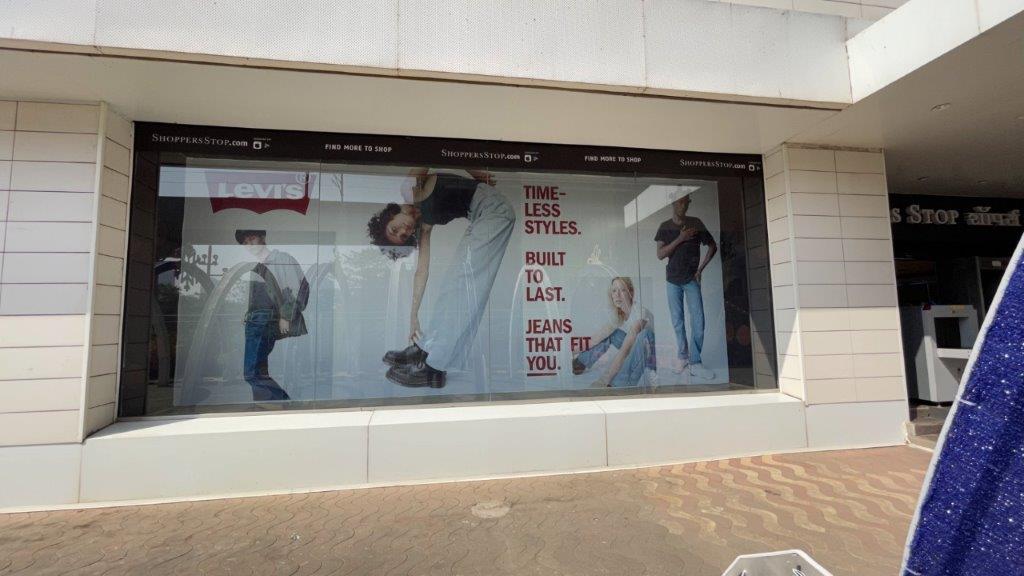 SHOPPERSSTOP.COM
FIND MORE TO SHOP
SHOPPERSSTOP.COM
FIND MORE TO SHOP
SHOPPERSSTOP.COM
LEVI'S
TIME-
LESS
STYLES.
BUILT
TO
LAST.
JEANS
THAT FIT
YOU.
S STOP शॉपर्स